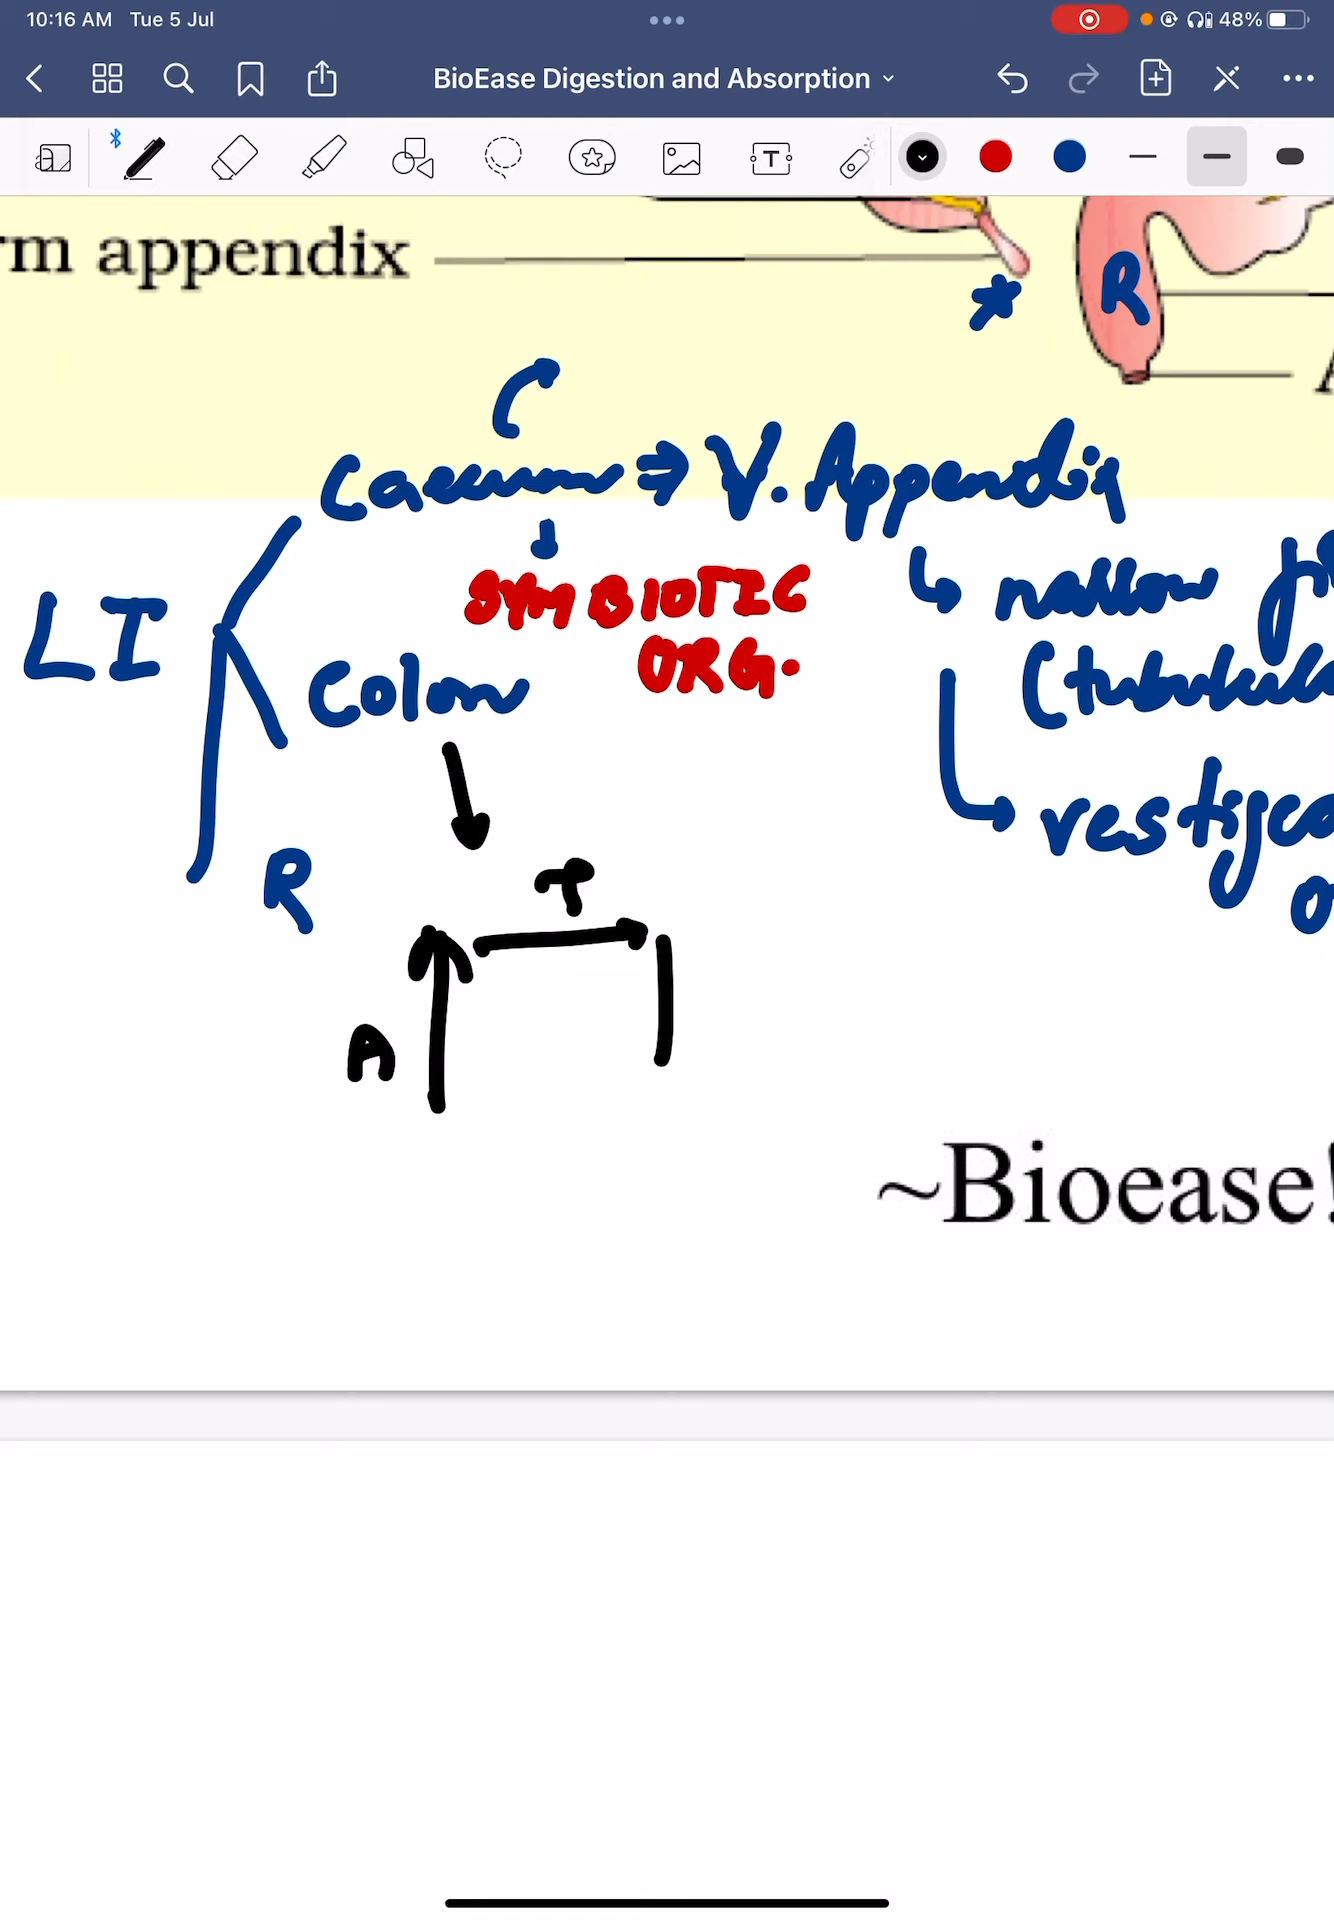 10:16 AM Tue 5 Jul
48%
BioEase Digestion and Absorption
rm appendix
R
Caecum ⇒ V. Appendix
SYMBIOTIC
ORG.
narrow
LI
Colon
(tubular
R
T
A
~Bioease!